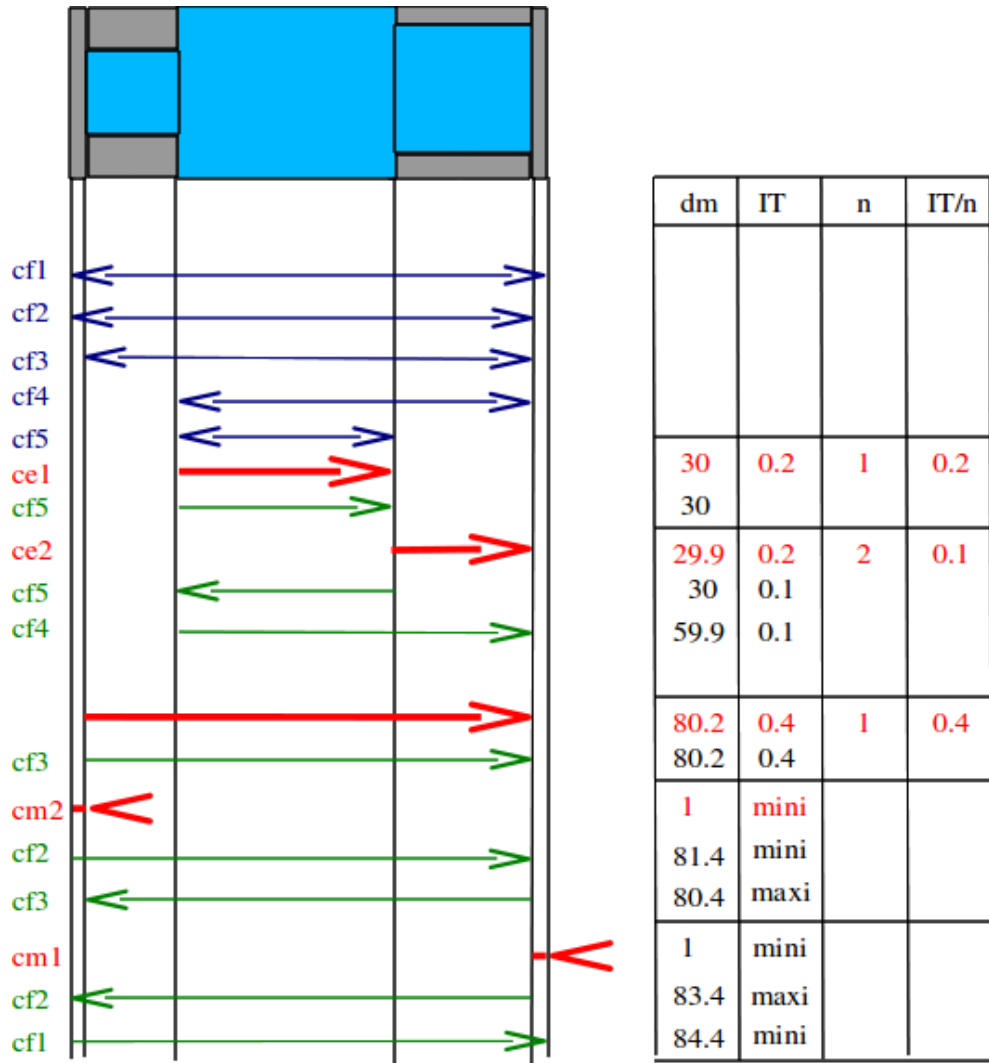 dm IT n IT/n
cf1
cf2
cf3
cf4
cf5
ce1 30 0.2 1 0.2
cf5 30
ce2 29.9 0.2 2 0.1
cf5 30 0.1
cf4 59.9 0.1
80.2 0.4 1 0.4
cf3 80.2 0.4
cm2 1 mini
cf2 81.4 mini
cf3 80.4 maxi
cm1 1 mini
cf2 83.4 maxi
cf1 84.4 mini